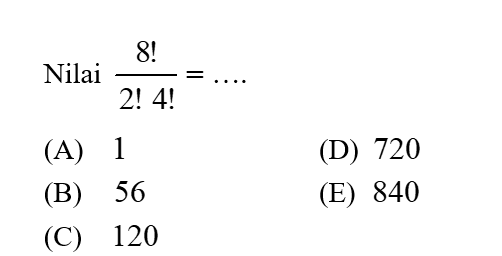 Nilai 8!/2! 4! = ….
(A) 1
(B) 56
(C) 120
(D) 720
(E) 840